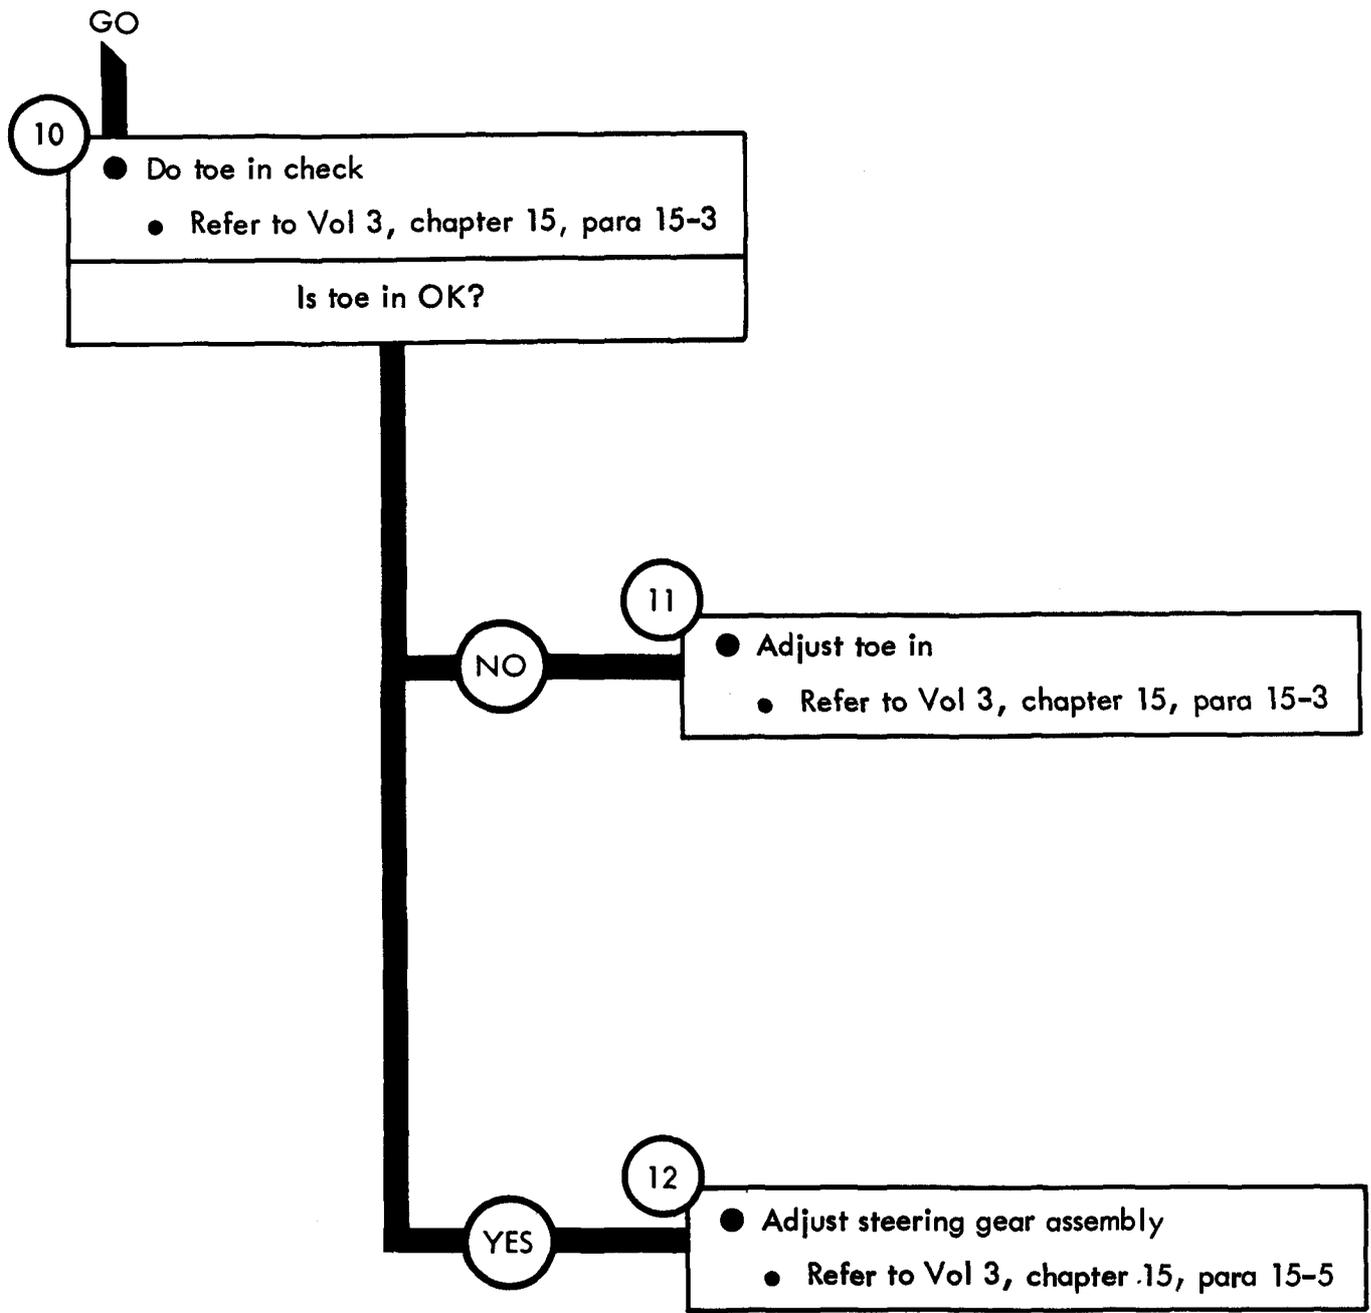 GO
10
● Do toe in check
● Refer to Vol 3, chapter 15, para 15-3
Is toe in OK?
11
NO
● Adjust toe in
● Refer to Vol 3, chapter 15, para 15-3
12
YES
● Adjust steering gear assembly
● Refer to Vol 3, chapter 15, para 15-5